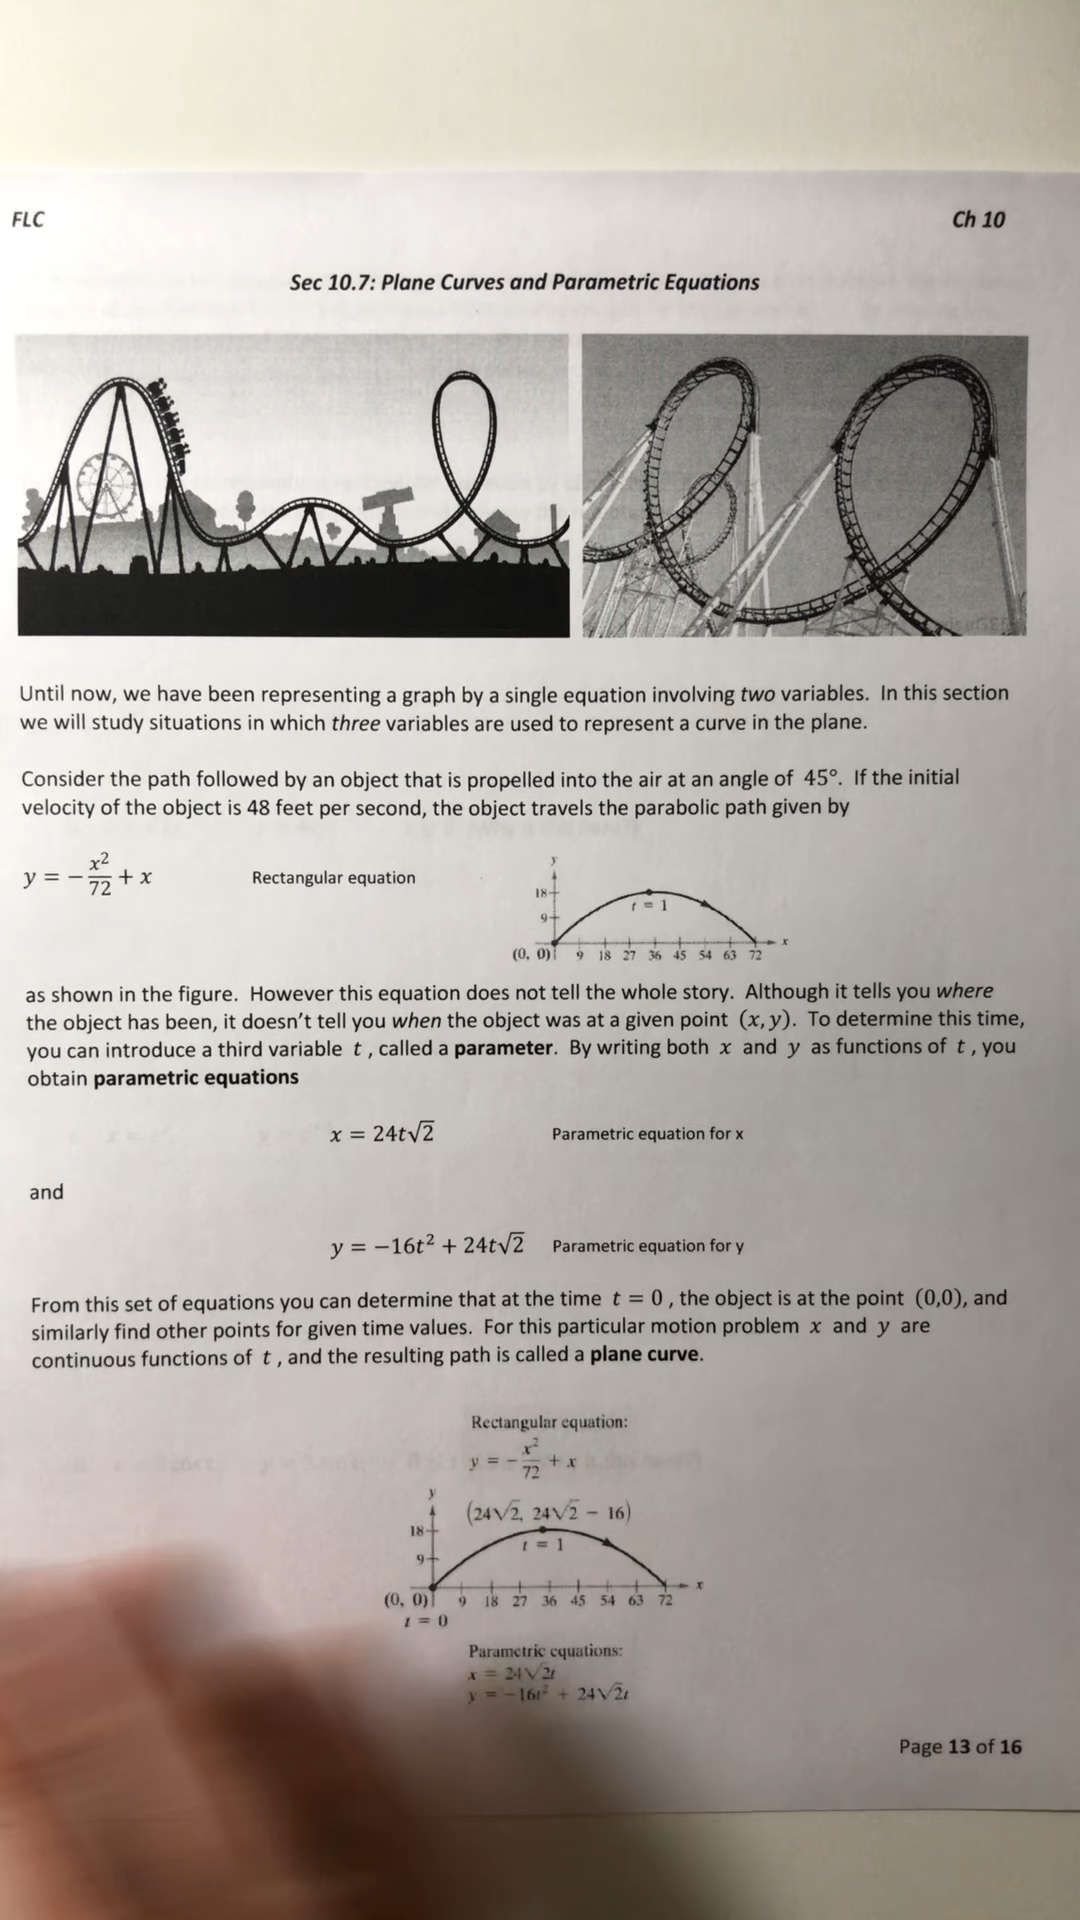 FLC
Ch 10
Sec 10.7: Plane Curves and Parametric Equations
Until now, we have been representing a graph by a single equation involving two variables. In this section
we will study situations in which three variables are used to represent a curve in the plane.
Consider the path followed by an object that is propelled into the air at an angle of 45°. If the initial
velocity of the object is 48 feet per second, the object travels the parabolic path given by
y = −x²/72 + x
Rectangular equation
y
18
t = 1
9
x
(0, 0) 9 18 27 36 45 54 63 72
as shown in the figure. However this equation does not tell the whole story. Although it tells you where
the object has been, it doesn't tell you when the object was at a given point (x, y). To determine this time,
you can introduce a third variable t , called a parameter. By writing both x and y as functions of t , you
obtain parametric equations
x = 24t√2 Parametric equation for x
and
y = −16t² + 24t√2 Parametric equation for y
From this set of equations you can determine that at the time t = 0 , the object is at the point (0,0), and
similarly find other points for given time values. For this particular motion problem x and y are
continuous functions of t , and the resulting path is called a plane curve.
Rectangular equation:
y = −x²/72 + x
y
(24√2, 24√2 − 16)
18
t = 1
9
x
(0, 0) 9 18 27 36 45 54 63 72
t = 0
Parametric equations:
x = 24√2t
y = −16t² + 24√2t
Page 13 of 16